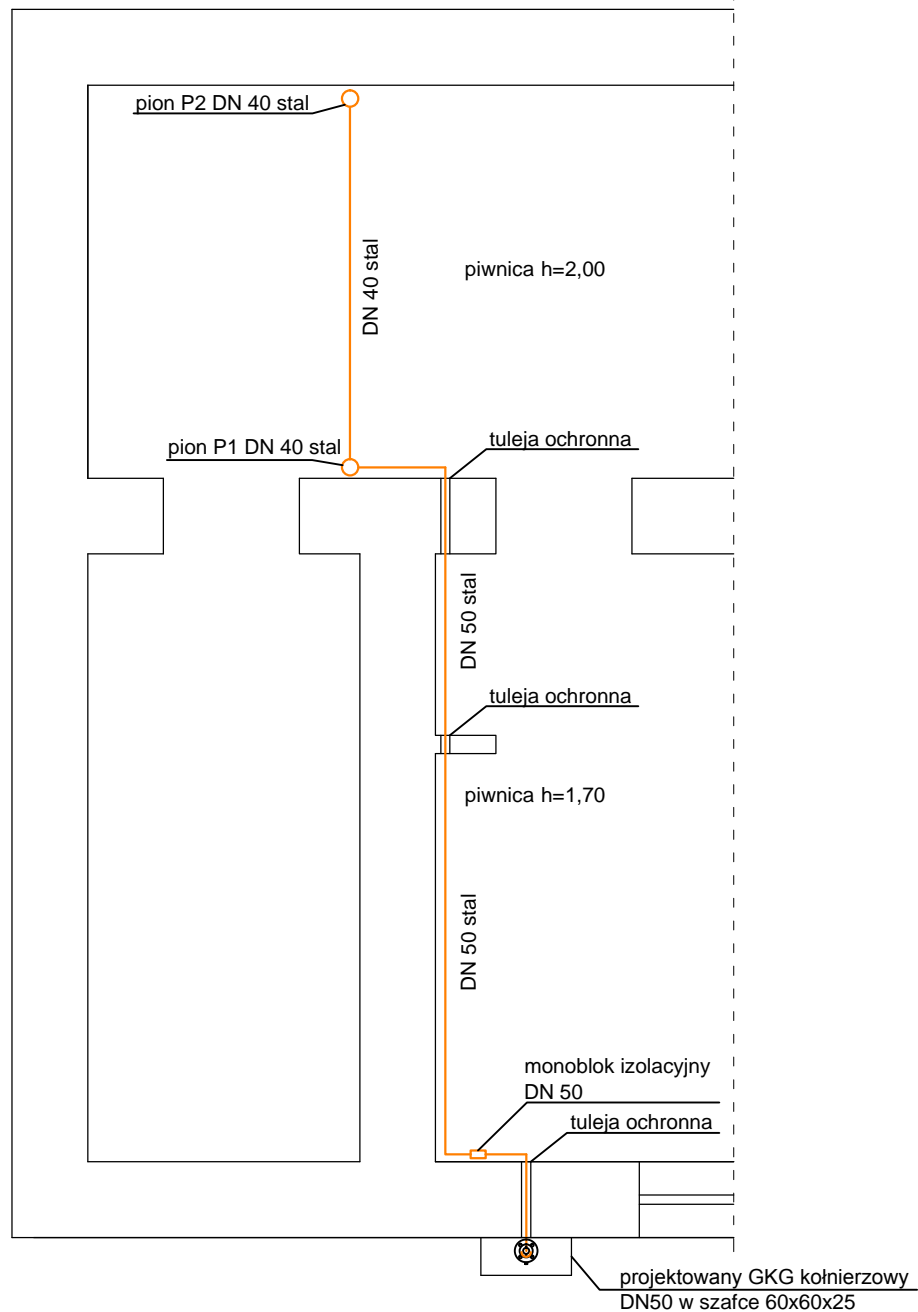 pion P2 DN 40 stal
DN 40 stal
piwnica h=2,00
pion P1 DN 40 stal
tuleja ochronna
DN 50 stal
tuleja ochronna
piwnica h=1,70
DN 50 stal
monoblok izolacyjny
DN 50
tuleja ochronna
projektowany GKG kołnierzowy
DN50 w szafce 60x60x25